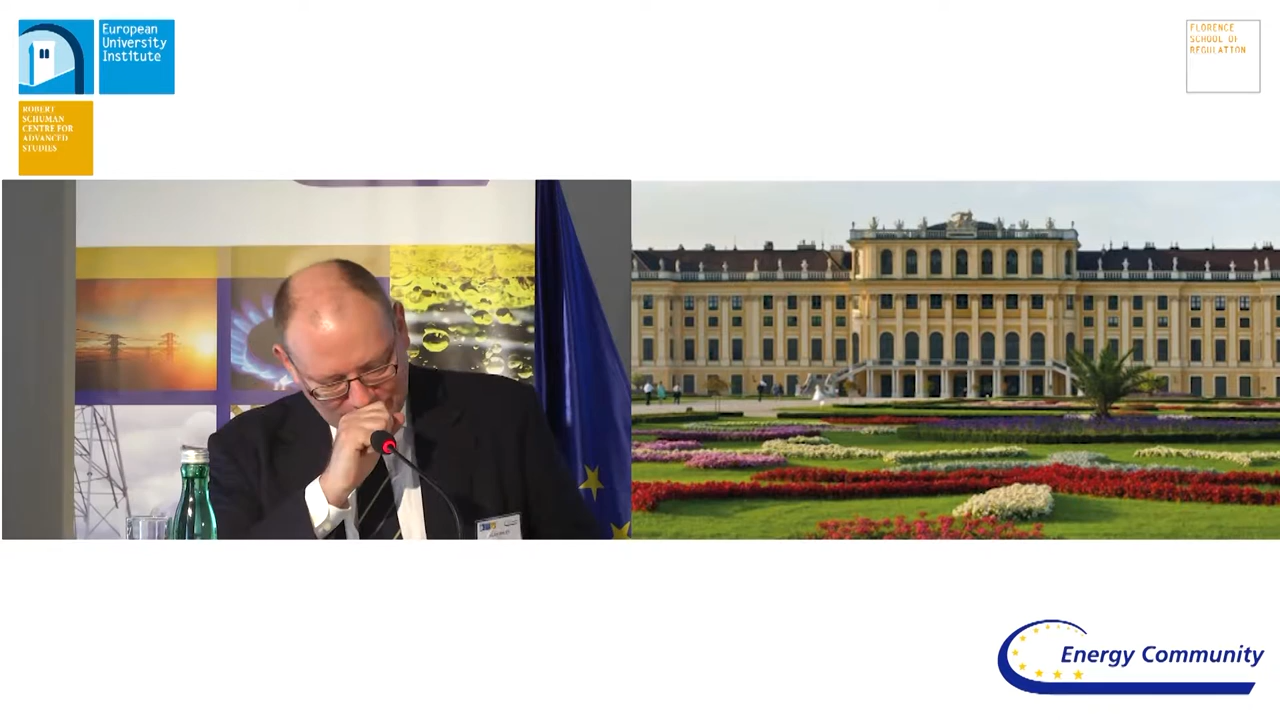 European
University
Institute
FLORENCE
SCHOOL OF
REGULATION
ROBERT
SCHUMAN
CENTRE FOR
ADVANCED
STUDIES
Energy Community